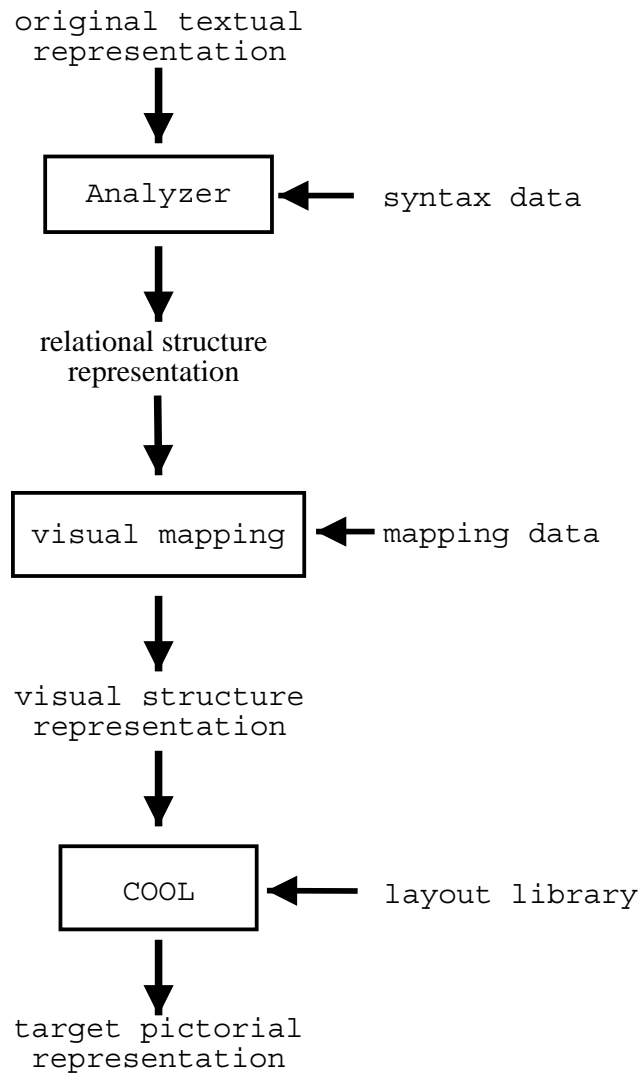 original textual
representation
Analyzer
syntax data
relational structure
representation
visual mapping
mapping data
visual structure
representation
COOL
layout library
target pictorial
representation